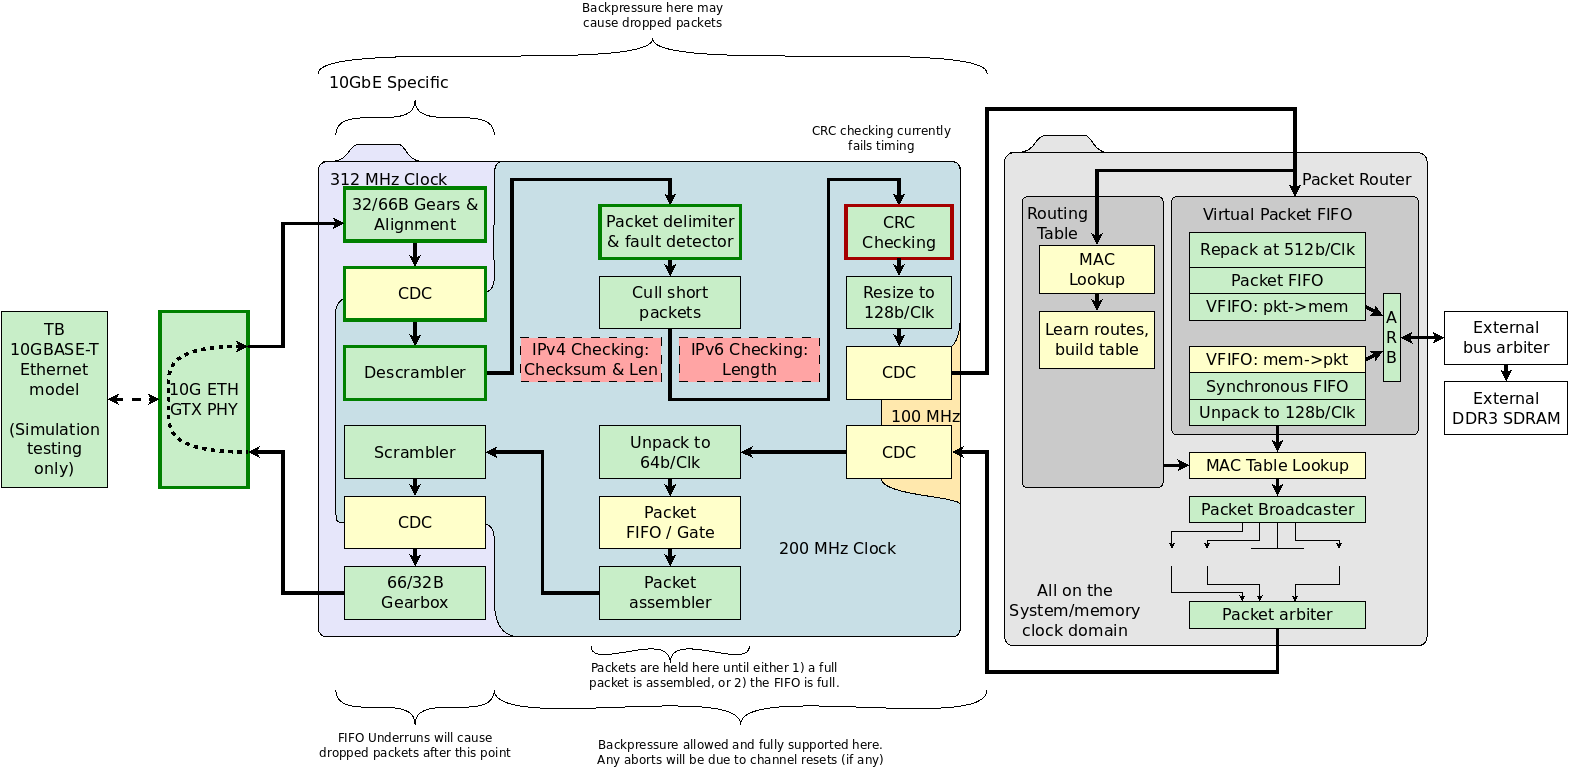 Backpressure here may
cause dropped packets
10GbE Specific
CRC checking currently
fails timing
312 MHz Clock
32/66B Gears &
Alignment
CDC
Descrambler
Packet delimiter
& fault detector
Cull short
packets
IPv4 Checking:
Checksum & Len
IPv6 Checking:
Length
CRC
Checking
Resize to
128b/Clk
CDC
100 MHz
CDC
TB
10GBASE-T
Ethernet
model
(Simulation
testing
only)
10G ETH
GTX PHY
Scrambler
CDC
66/32B
Gearbox
Unpack to
64b/Clk
Packet
FIFO / Gate
Packet
assembler
200 MHz Clock
Packet Router
Routing
Table
MAC
Lookup
Learn routes,
build table
Virtual Packet FIFO
Repack at 512b/Clk
Packet FIFO
VFIFO: pkt->mem
VFIFO: mem->pkt
Synchronous FIFO
Unpack to 128b/Clk
A
R
B
External
bus arbiter
External
DDR3 SDRAM
MAC Table Lookup
Packet Broadcaster
Packet arbiter
All on the
System/memory
clock domain
Packets are held here until either 1) a full
packet is assembled, or 2) the FIFO is full.
FIFO Underruns will cause
dropped packets after this point
Backpressure allowed and fully supported here.
Any aborts will be due to channel resets (if any)